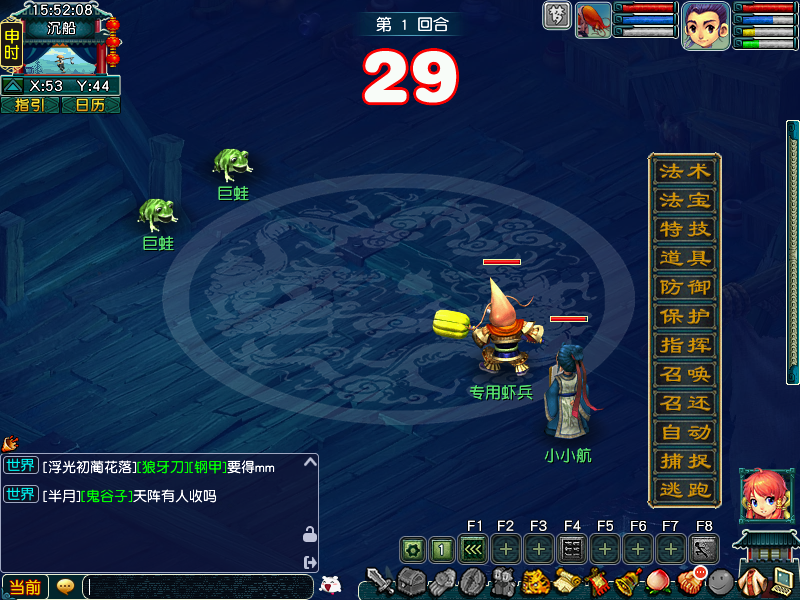 15:52:08
沉船
申时
X:53 Y:44
指引 日历
第 1 回合
29
梦
巨蛙
巨蛙
专用虾兵
小小航
法术
法宝
特技
道具
防御
保护
指挥
召唤
召还
自动
捕捉
逃跑
世界 [浮光初蔺花落][狼牙刀][钢甲]要得mm
世界 [半月][鬼谷子]天阵有人收吗
F1 F2 F3 F4 F5 F6 F7 F8
1
当前